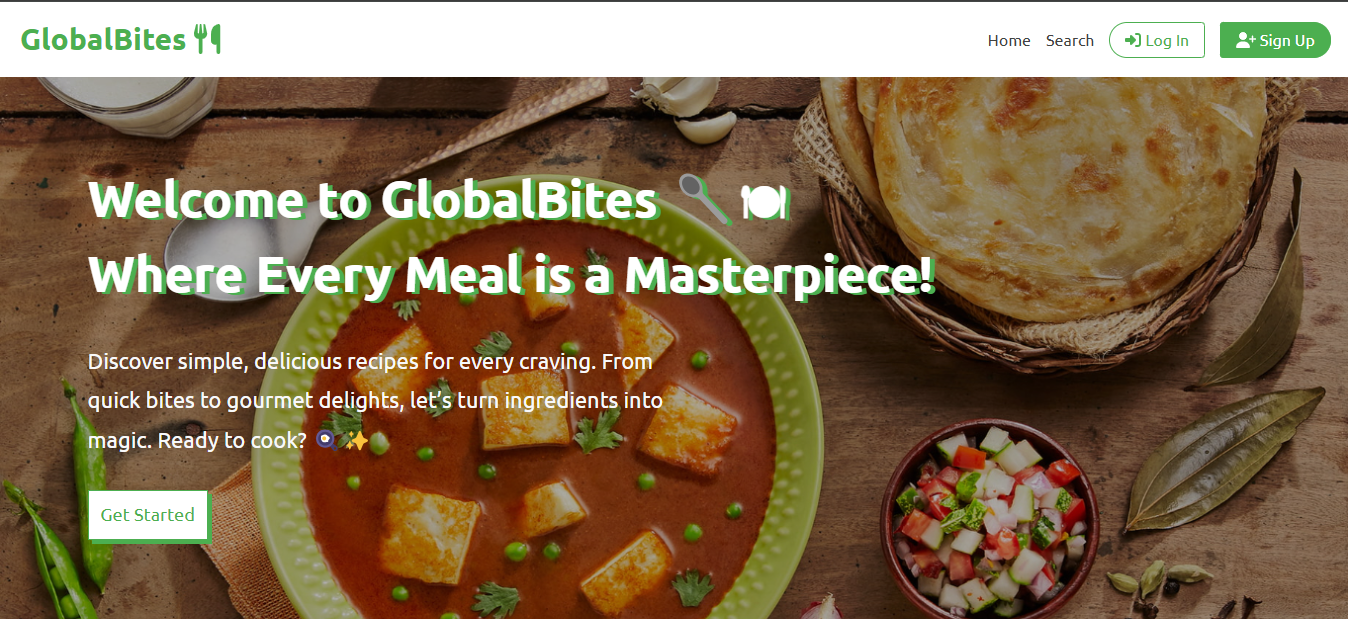 GlobalBites
Home
Search
Log In
Sign Up
Welcome to GlobalBites 🥄 🍽
Where Every Meal is a Masterpiece!
Discover simple, delicious recipes for every craving. From
quick bites to gourmet delights, let’s turn ingredients into
magic. Ready to cook? 🍳✨
Get Started